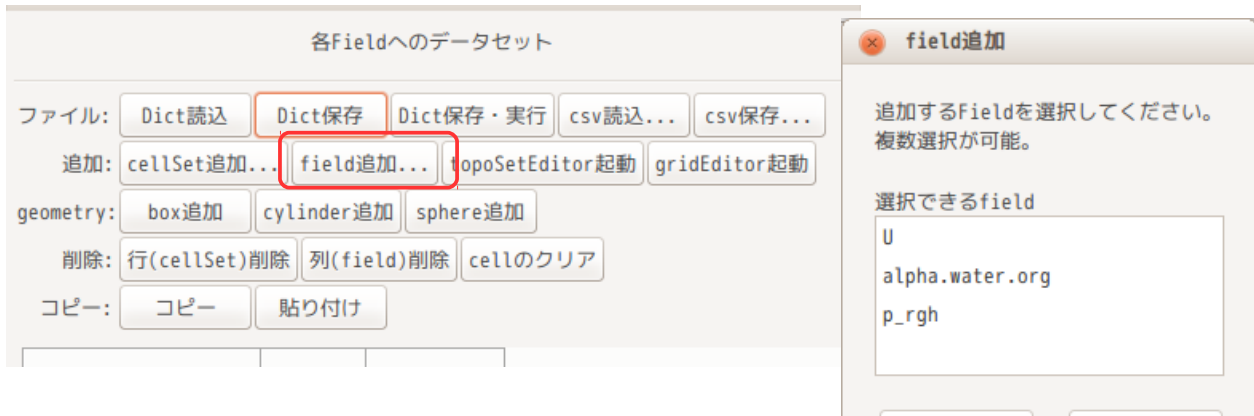 各Fieldへのデータセット
ファイル: Dict読込 Dict保存 Dict保存・実行 csv読込... csv保存...
追加: cellSet追加... field追加... topoSetEditor起動 gridEditor起動
geometry: box追加 cylinder追加 sphere追加
削除: 行(cellSet)削除 列(field)削除 cellのクリア
コピー: コピー 貼り付け
field追加
追加するFieldを選択してください。
複数選択が可能。
選択できるfield
U
alpha.water.org
p_rgh